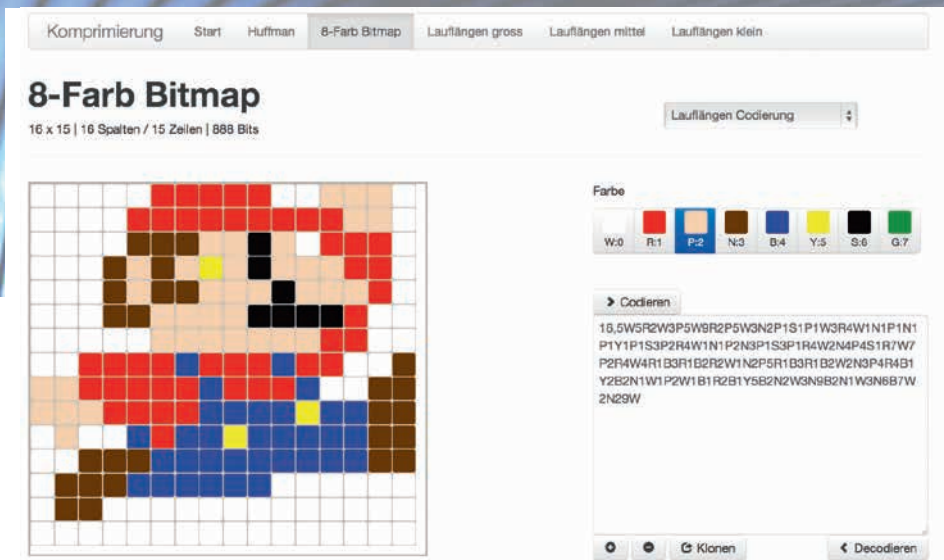 Komprimierung Start Huffman 8-Farb Bitmap Lauflängen gross Lauflängen mittel Lauflängen klein
8-Farb Bitmap
16 x 15 | 16 Spalten / 15 Zeilen | 888 Bits
Lauflängen Codierung
Farbe
W:0 R:1 P:2 N:3 B:4 Y:5 S:6 G:7
Codieren
16,5W5R2W3P5W9R2P5W3N2P1S1P1W3R4W1N1P1N1
P1Y1P1S3P2R4W1N1P2N3P1S3P1R4W2N4P4S1R7W7
P2R4W4R1B3R1B2R2W1N2P5R1B3R1B2W2N3P4R4B1
Y2B2N1W1P2W1B1R2B1Y5B2N2W3N9B2N1W3N6B7W
2N29W
Klonen
Decodieren